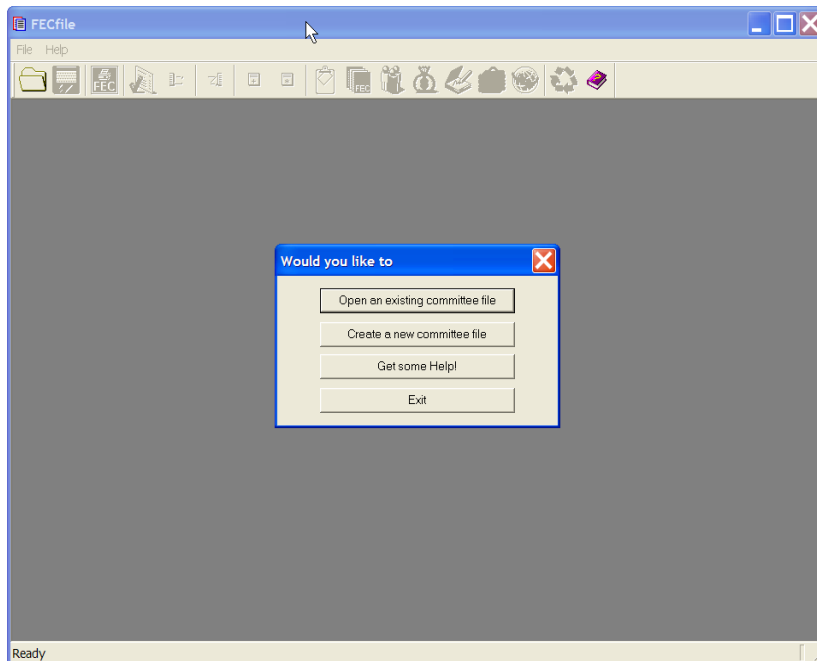 FECfile
File Help
FEC
FEC
Would you like to
Open an existing committee file
Create a new committee file
Get some Help!
Exit
Ready